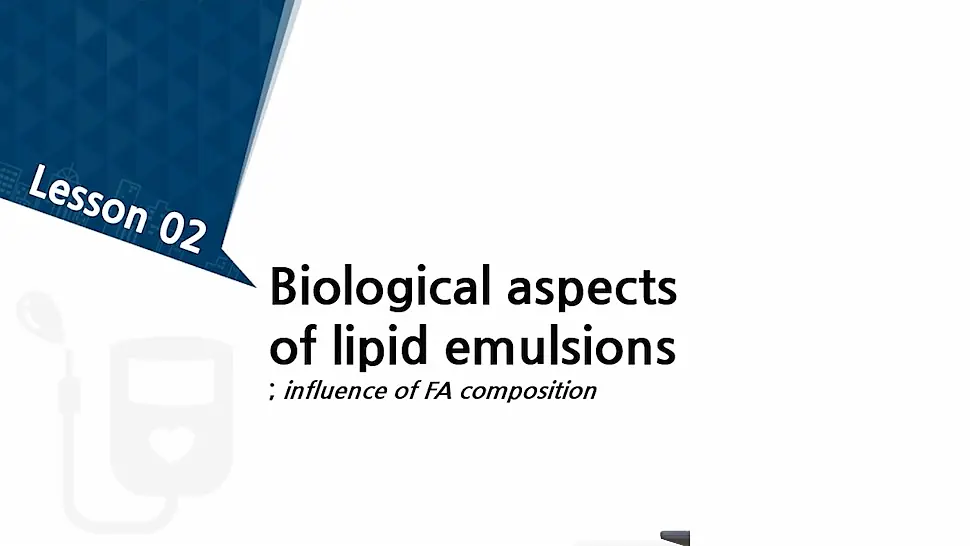 Lesson 02
Biological aspects
of lipid emulsions
; influence of FA composition